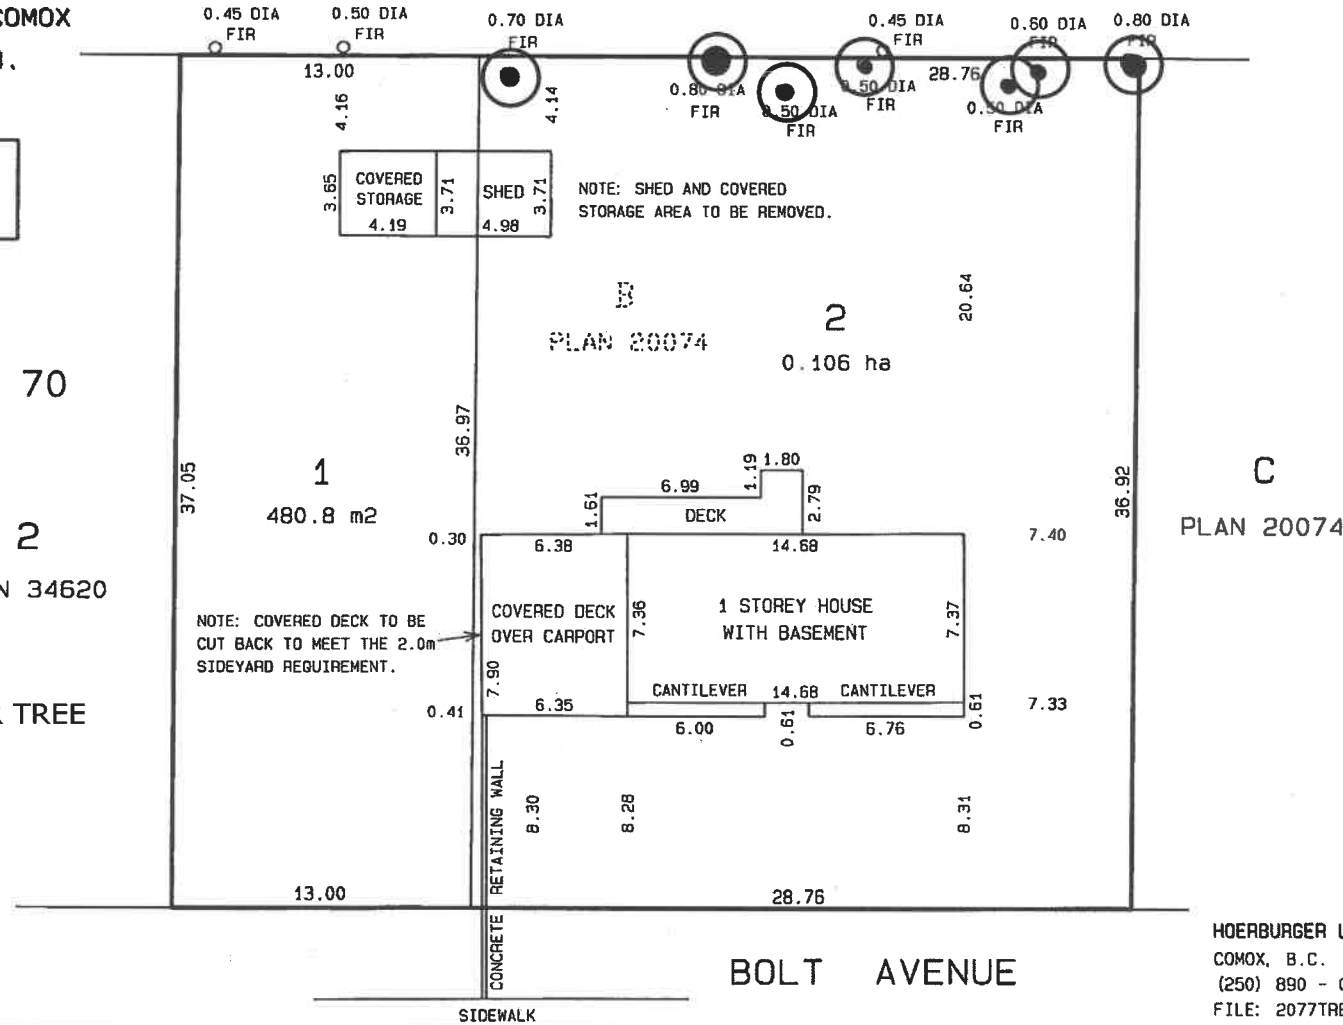 COMOX
0.45 DIA
FIR
0.50 DIA
FIR
0.70 DIA
FIR
0.45 DIA
FIR
0.60 DIA
FIR
0.80 DIA
FIR
13.00
28.76
0.80 DIA
FIR
0.50 DIA
FIR
0.50 DIA
FIR
0.50 DIA
FIR
4.16
4.14
3.65
COVERED
STORAGE
4.19
3.71
SHED
4.98
3.71
NOTE: SHED AND COVERED
STORAGE AREA TO BE REMOVED.
B
PLAN 20074
2
0.106 ha
20.64
70
36.97
37.05
1
480.8 m2
36.92
C
PLAN 20074
2
N 34620
1.19
1.80
6.99
1.61
DECK
2.79
0.30
6.38
14.68
7.40
NOTE: COVERED DECK TO BE
CUT BACK TO MEET THE 2.0m
SIDEYARD REQUIREMENT.
COVERED DECK
OVER CARPORT
7.36
1 STOREY HOUSE
WITH BASEMENT
7.37
7.90
CANTILEVER
14.68
CANTILEVER
TREE
0.41
6.35
6.00
0.61
6.76
0.61
7.33
CONCRETE RETAINING WALL
8.30
8.28
8.31
13.00
28.76
BOLT AVENUE
SIDEWALK
HOERBURGER
COMOX, B.C.
(250) 890 -
FILE: 2077TRE